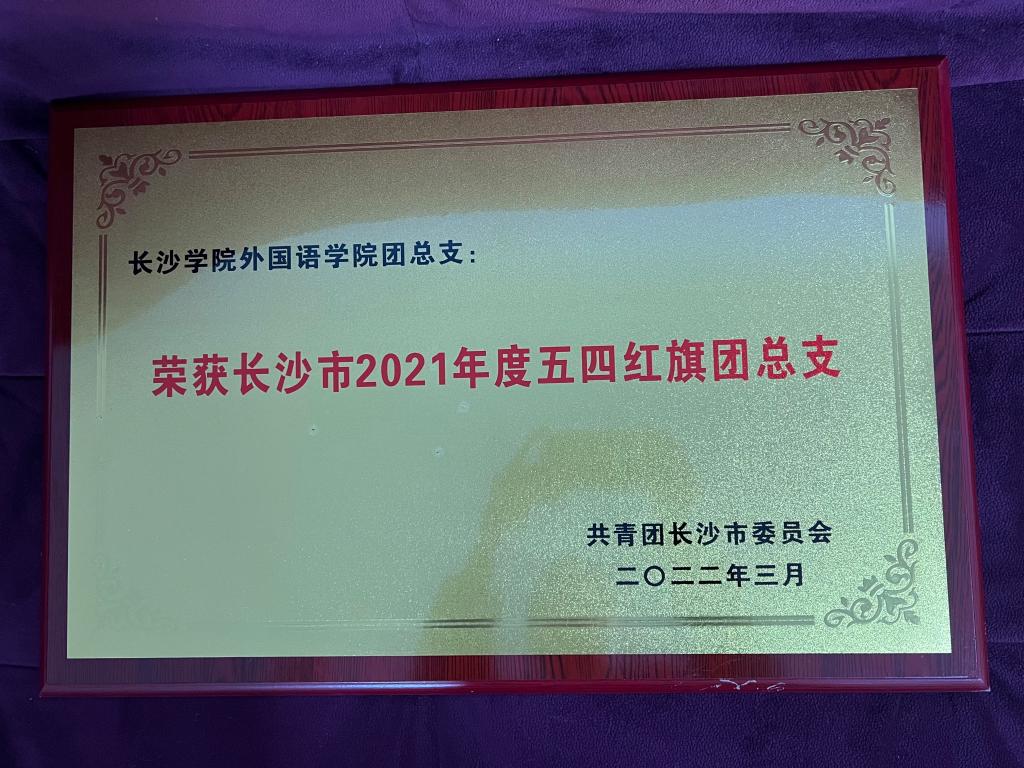 长沙学院外国语学院团总支：
荣获长沙市2021年度五四红旗团总支
共青团长沙市委员会
二〇二二年三月